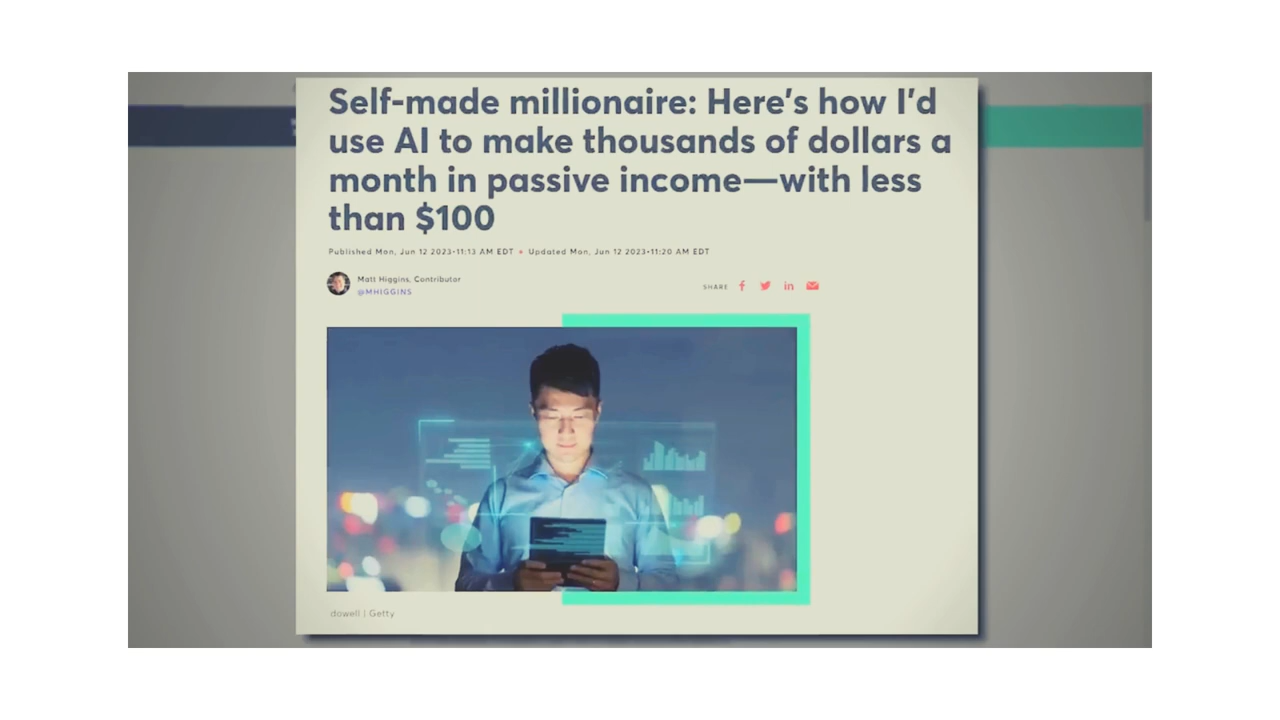 Self-made millionaire: Here's how I'd
use AI to make thousands of dollars a
month in passive income—with less
than $100
Published Mon, Jun 12 2023•11:13 AM EDT • Updated Mon, Jun 12 2023•11:20 AM EDT
Matt Higgins, Contributor
@MHIGGINS
SHARE
dowell | Getty